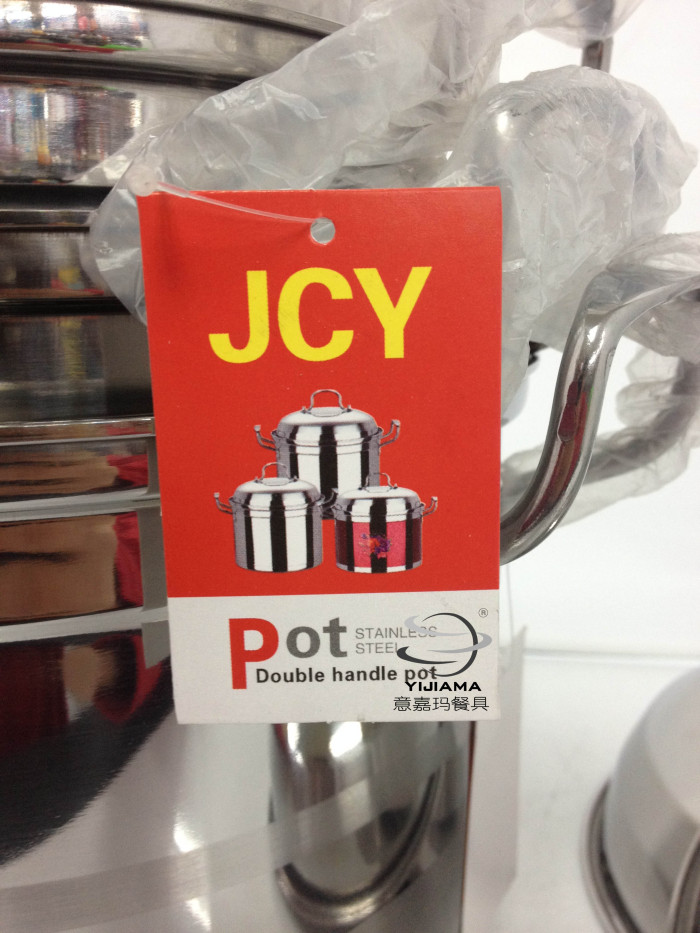 JCY
Pot STAINLESS
STEEL
Double handle pot
®
YIJIAMA
意嘉玛餐具